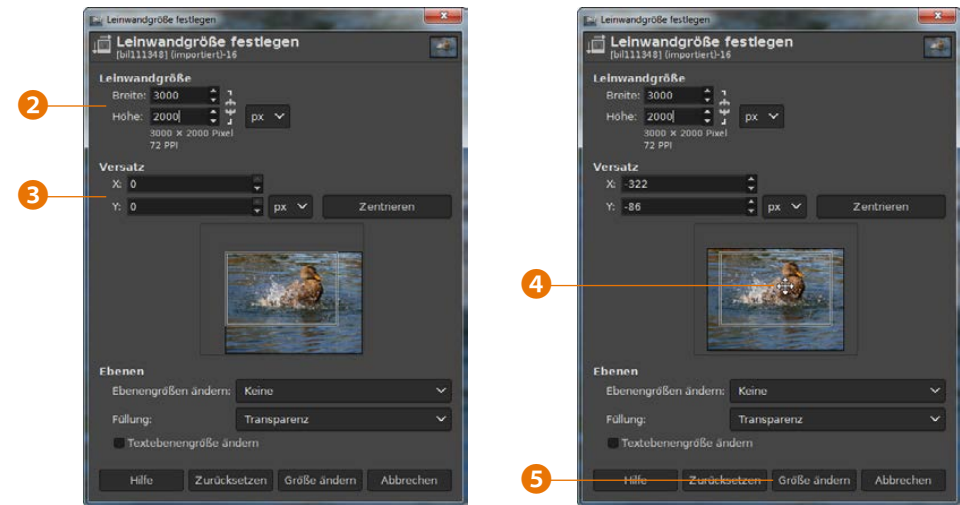 Leinwandgröße festlegen
Leinwandgröße festlegen
[bil111348] (importiert)-16
Leinwandgröße
2
Breite: 3000
Höhe: 2000 px
3000 × 2000 Pixel
72 PPI
Versatz
3
X: 0
Y: 0 px Zentrieren
Ebenen
Ebenengrößen ändern: Keine
Füllung: Transparenz
Textebenengröße ändern
Hilfe Zurücksetzen Größe ändern Abbrechen
Leinwandgröße festlegen
Leinwandgröße festlegen
[bil111348] (importiert)-16
Leinwandgröße
Breite: 3000
Höhe: 2000 px
3000 × 2000 Pixel
72 PPI
Versatz
X: -322
Y: -86 px Zentrieren
4
Ebenen
Ebenengrößen ändern: Keine
Füllung: Transparenz
Textebenengröße ändern
5
Hilfe Zurücksetzen Größe ändern Abbrechen